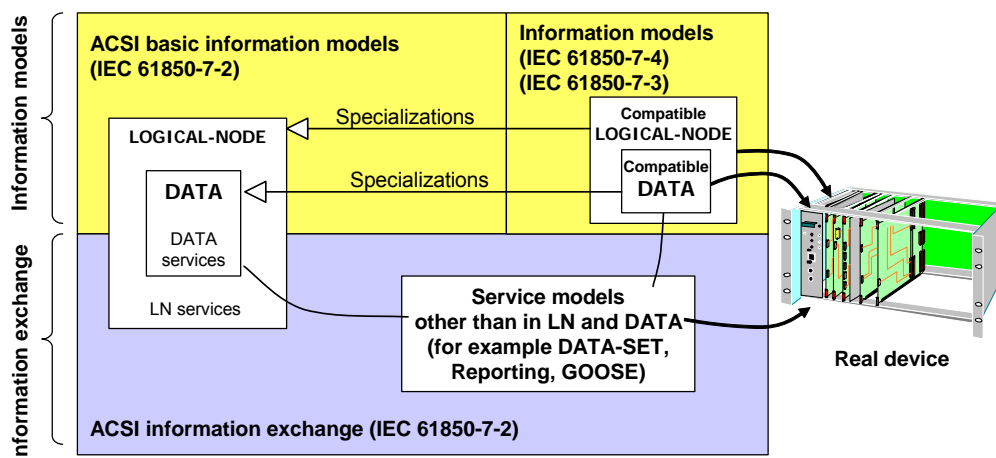 Information models
ACSI basic information models
(IEC 61850-7-2)
Information models
(IEC 61850-7-4)
(IEC 61850-7-3)
Specializations
Compatible
LOGICAL-NODE
LOGICAL-NODE
Compatible
DATA
Specializations
DATA
DATA
services
LN services
nformation exchange
Service models
other than in LN and DATA
(for example DATA-SET,
Reporting, GOOSE)
Real device
ACSI information exchange (IEC 61850-7-2)